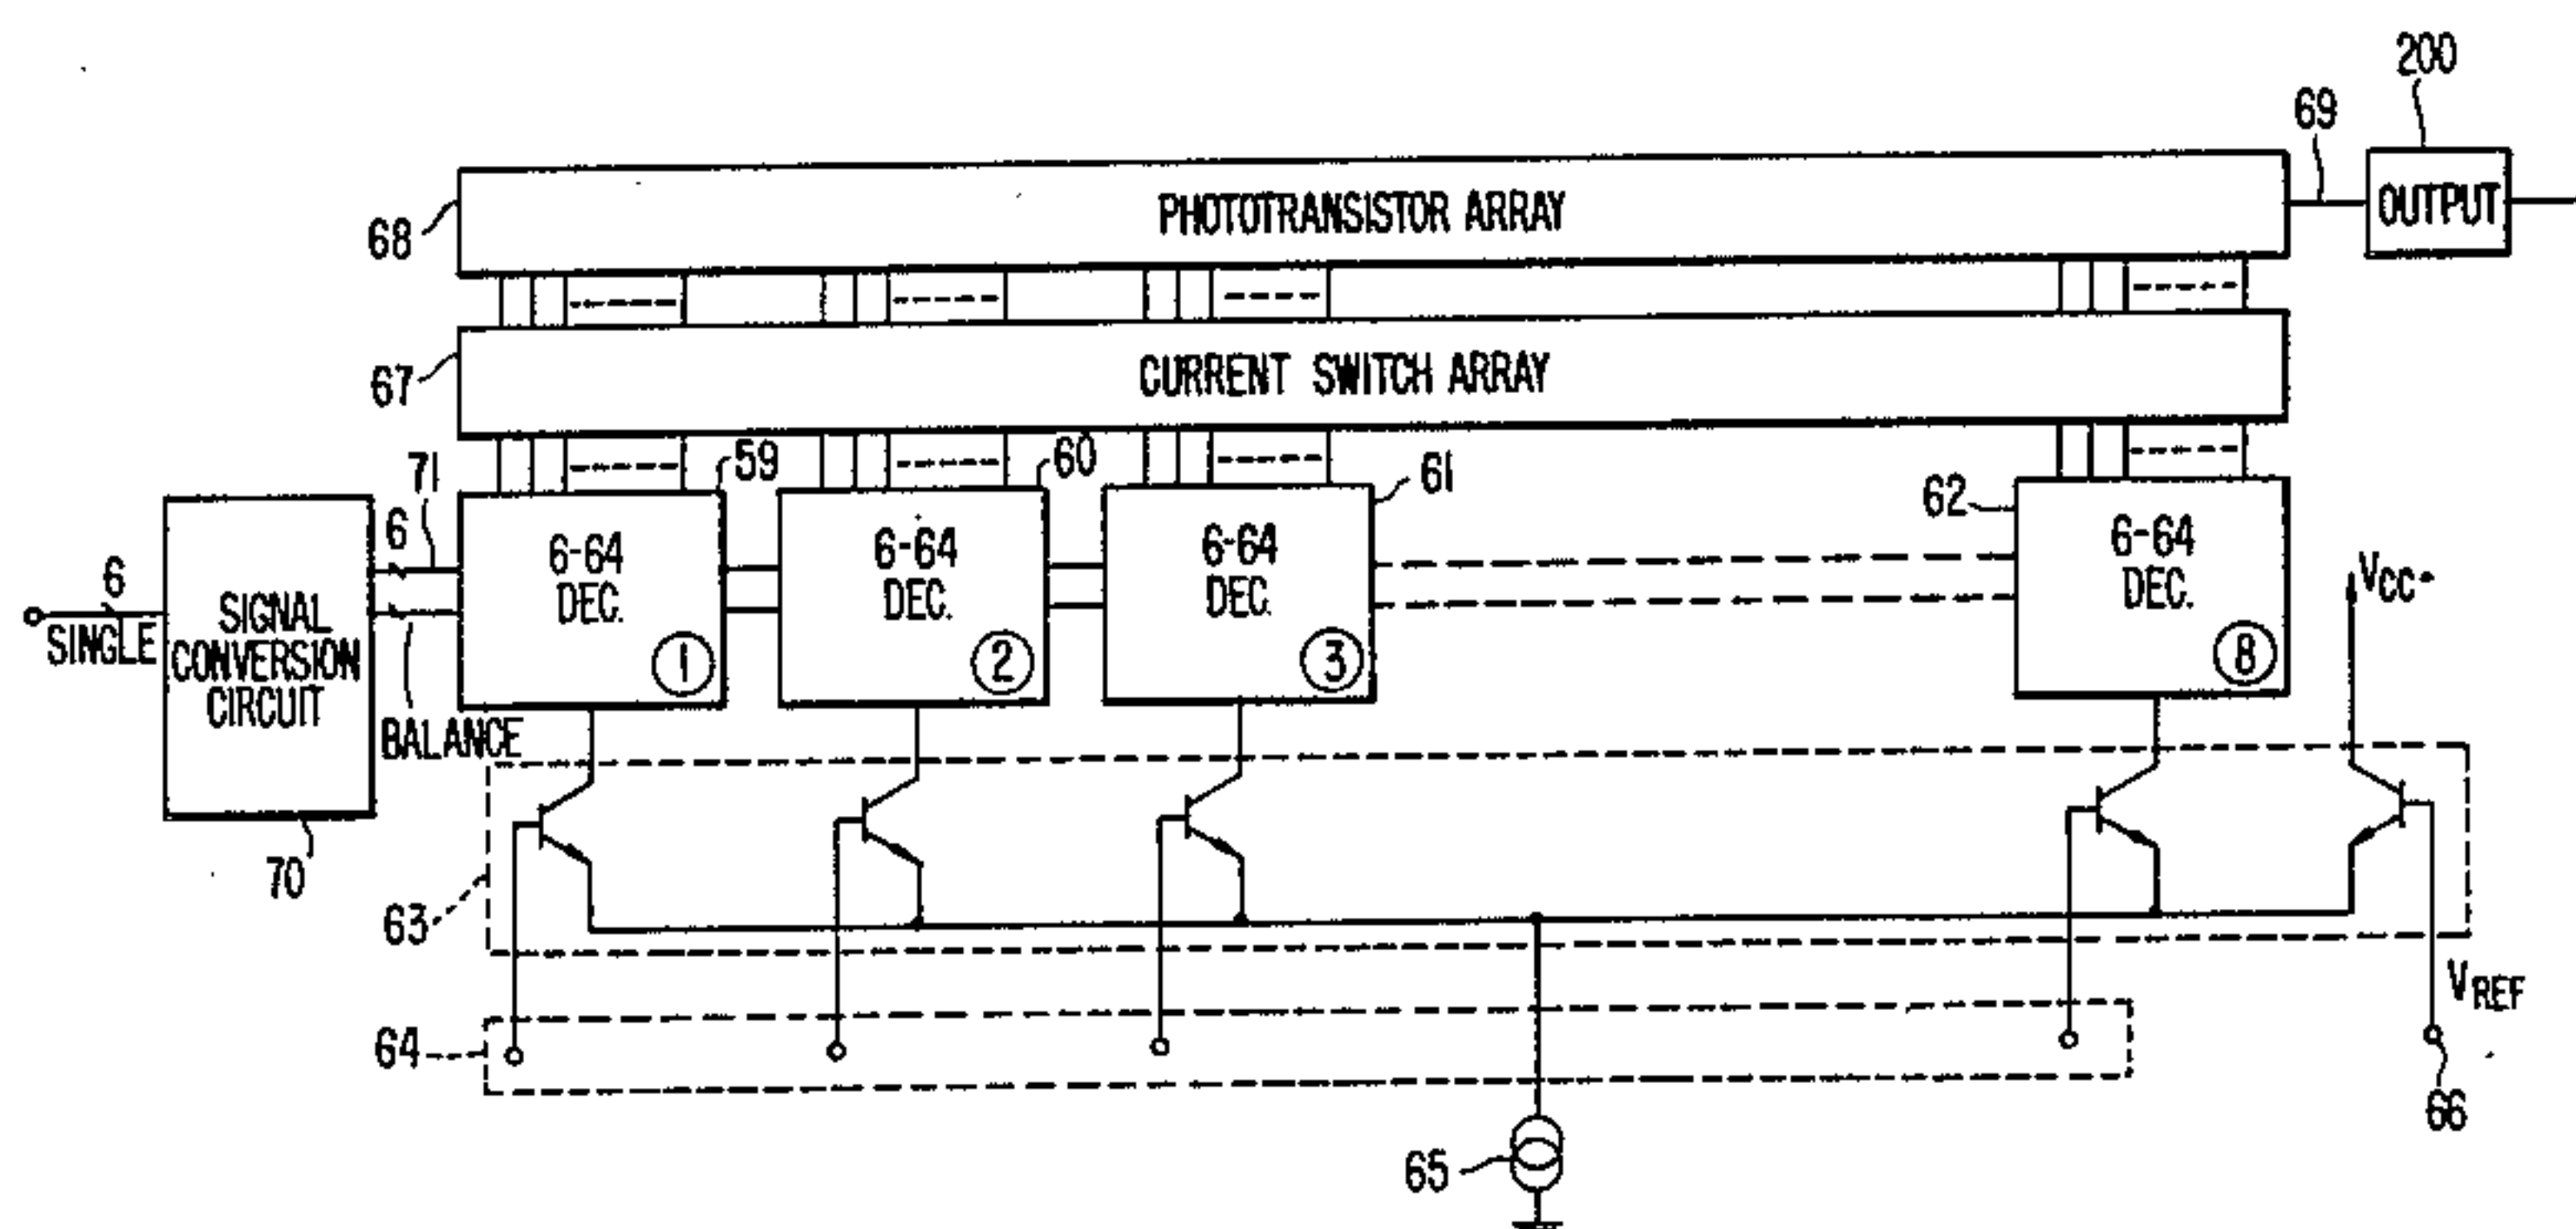 200
69
68
PHOTOTRANSISTOR ARRAY
OUTPUT
67
CURRENT SWITCH ARRAY
71
59
60
61
62
6
6
SINGLE
SIGNAL
CONVERSION
CIRCUIT
BALANCE
70
6-64
DEC.
1
6-64
DEC.
2
6-64
DEC.
3
6-64
DEC.
8
VCC
63
64
VREF
65
66